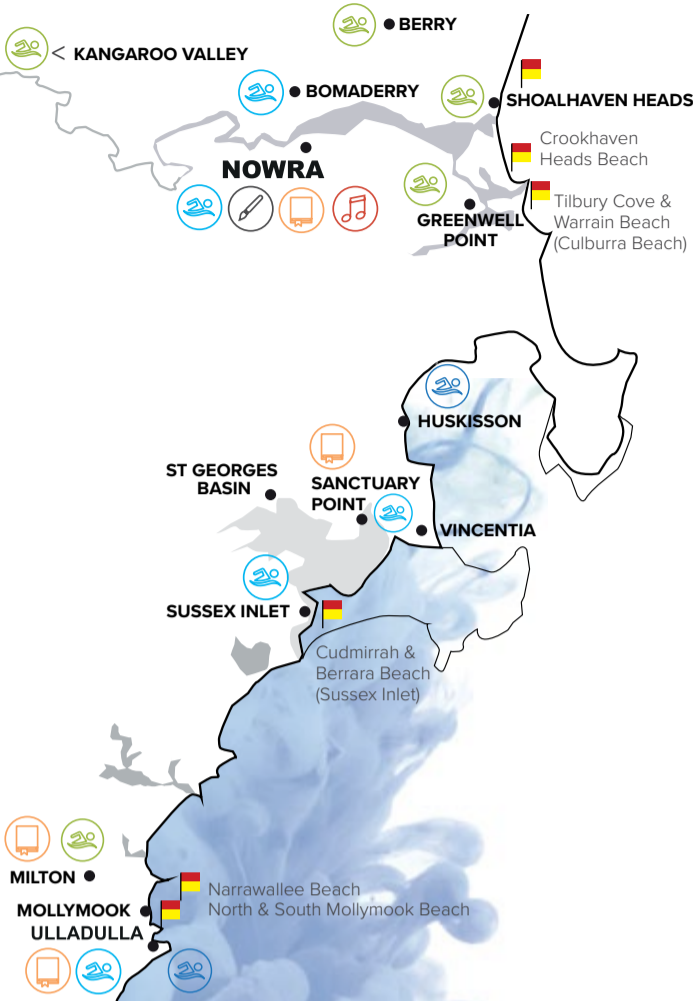 BERRY
< KANGAROO VALLEY
BOMADERRY
SHOALHAVEN HEADS
Crookhaven
Heads Beach
NOWRA
Tilbury Cove &
Warrain Beach
(Culburra Beach)
GREENWELL
POINT
HUSKISSON
ST GEORGES
BASIN
SANCTUARY
POINT
VINCENTIA
SUSSEX INLET
Cudmirrah &
Berrara Beach
(Sussex Inlet)
MILTON
Narrawallee Beach
North & South Mollymook Beach
MOLLYMOOK
ULLADULLA